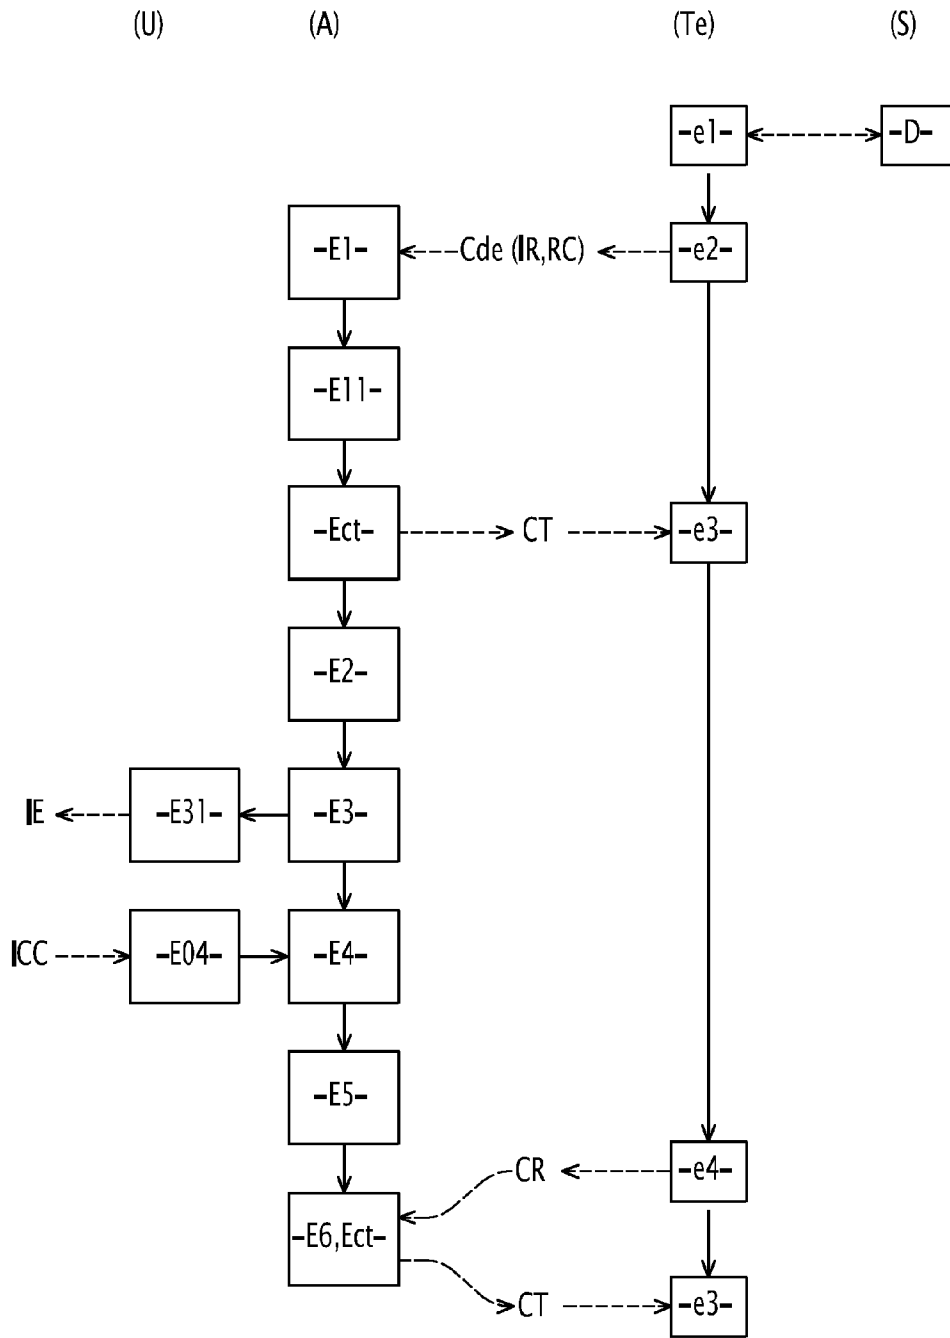 (U) (A) (Te) (S)
–e1– –D–
–E1– Cde (IR,RC) –e2–
–E11–
–Ect– CT –e3–
–E2–
IE –E31– –E3–
ICC –E04– –E4–
–E5–
CR –e4–
–E6,Ect–
CT –e3–